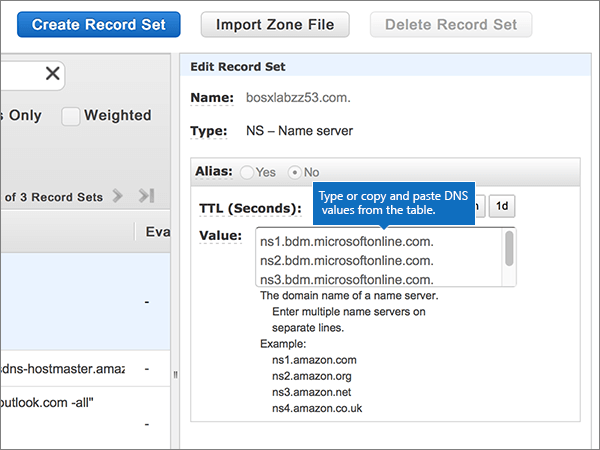 Create Record Set
Import Zone File
Delete Record Set
s Only
Weighted
of 3 Record Sets
Eva
-
sdns-hostmaster.amaz
-
outlook.com -all"
-
Edit Record Set
Name: bosxlabzz53.com.
Type: NS – Name server
Alias: Yes No
Type or copy and paste DNS
values from the table.
TTL (Seconds):
1d
Value:
ns1.bdm.microsoftonline.com.
ns2.bdm.microsoftonline.com.
ns3.bdm.microsoftonline.com.
The domain name of a name server.
Enter multiple name servers on
separate lines.
Example:
ns1.amazon.com
ns2.amazon.org
ns3.amazon.net
ns4.amazon.co.uk